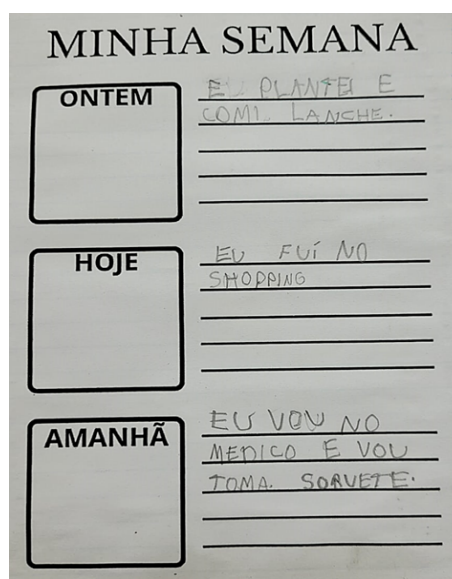 MINHA SEMANA
ONTEM
EU PLANTEI E
COMI LANCHE.
HOJE
EU FUÍ NO
SHOPPING
AMANHÃ
EU VOU NO
MEDICO E VOU
TOMA. SORVETE.